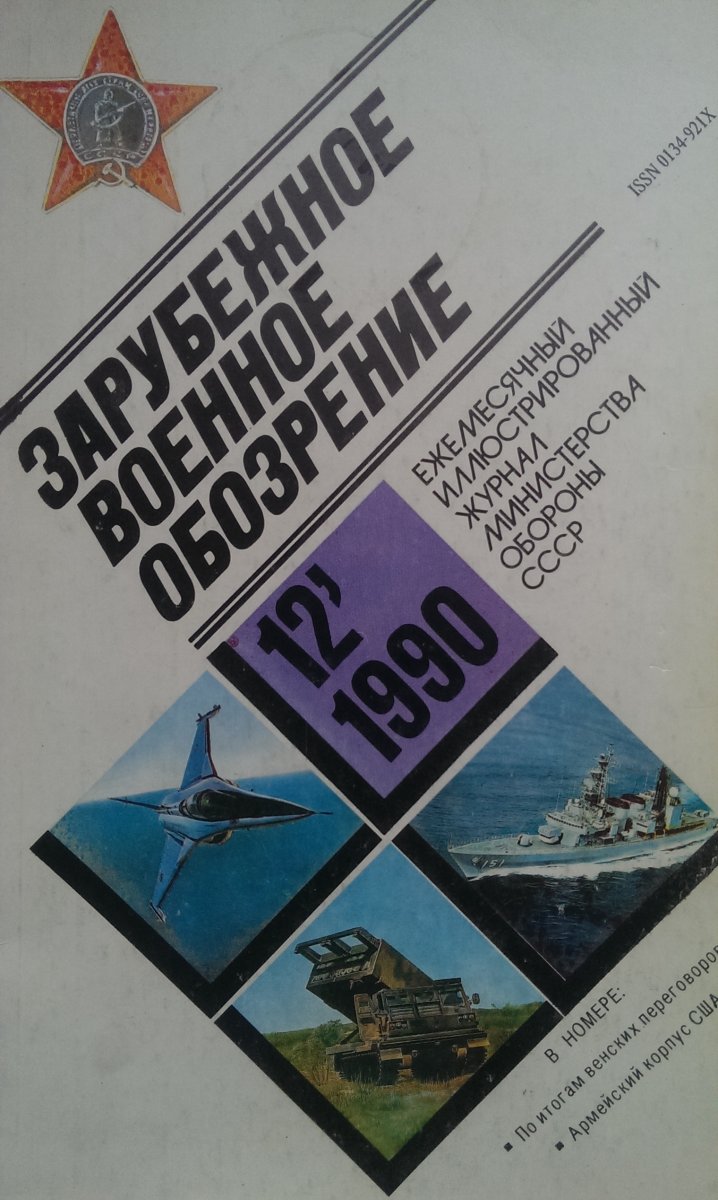 ISSN 0134-921X
ЗАРУБЕЖНОЕ
ВОЕННОЕ
ОБОЗРЕНИЕ
ЕЖЕМЕСЯЧНЫЙ
ИЛЛЮСТРИРОВАННЫЙ
ЖУРНАЛ
МИНИСТЕРСТВА
ОБОРОНЫ
СССР
12'
1990
151
В НОМЕРЕ:
▪ По итогам венских переговоров
▪ Армейский корпус США